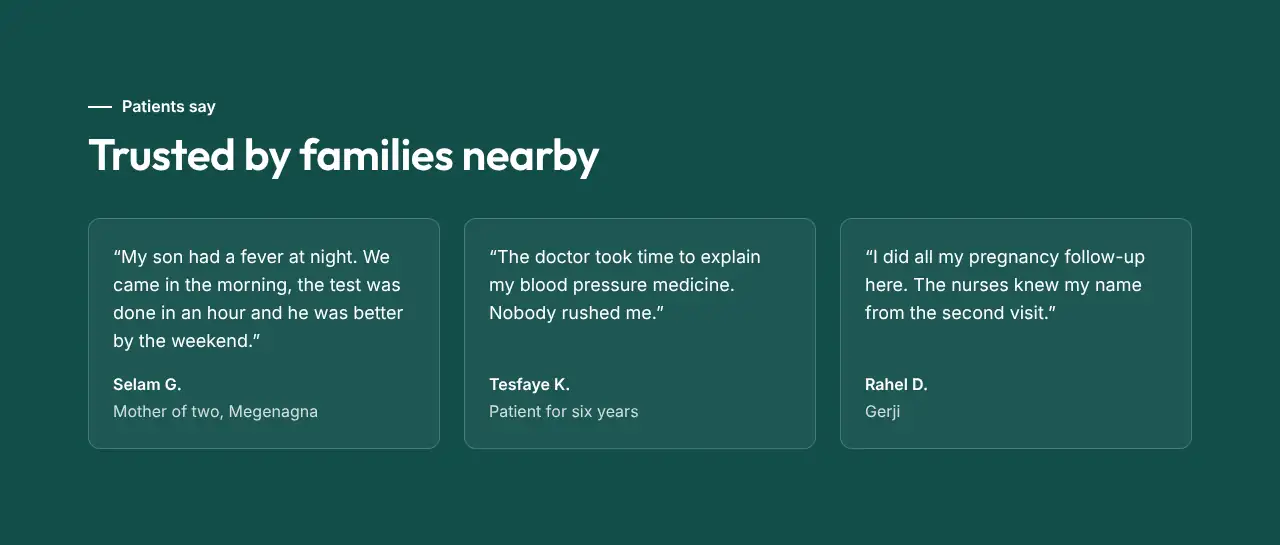 Patients say
Trusted by families nearby
“My son had a fever at night. We
came in the morning, the test was
done in an hour and he was better
by the weekend.”
Selam G.
Mother of two, Megenagna
“The doctor took time to explain
my blood pressure medicine.
Nobody rushed me.”
Tesfaye K.
Patient for six years
“I did all my pregnancy follow-up
here. The nurses knew my name
from the second visit.”
Rahel D.
Gerji